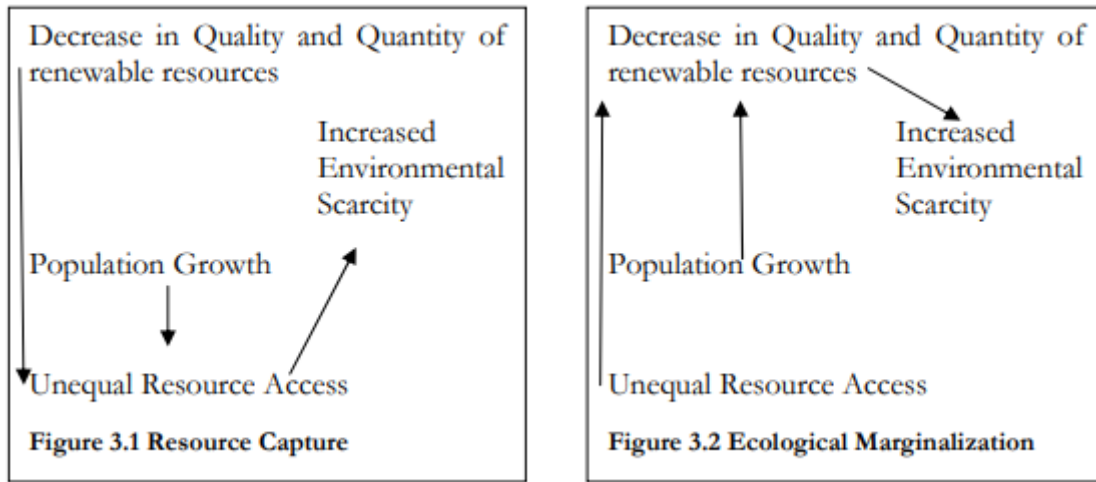 Decrease in Quality and Quantity of
renewable resources
Increased
Environmental
Scarcity
Population Growth
Unequal Resource Access
Figure 3.1 Resource Capture
Decrease in Quality and Quantity of
renewable resources
Increased
Environmental
Scarcity
Population Growth
Unequal Resource Access
Figure 3.2 Ecological Marginalization